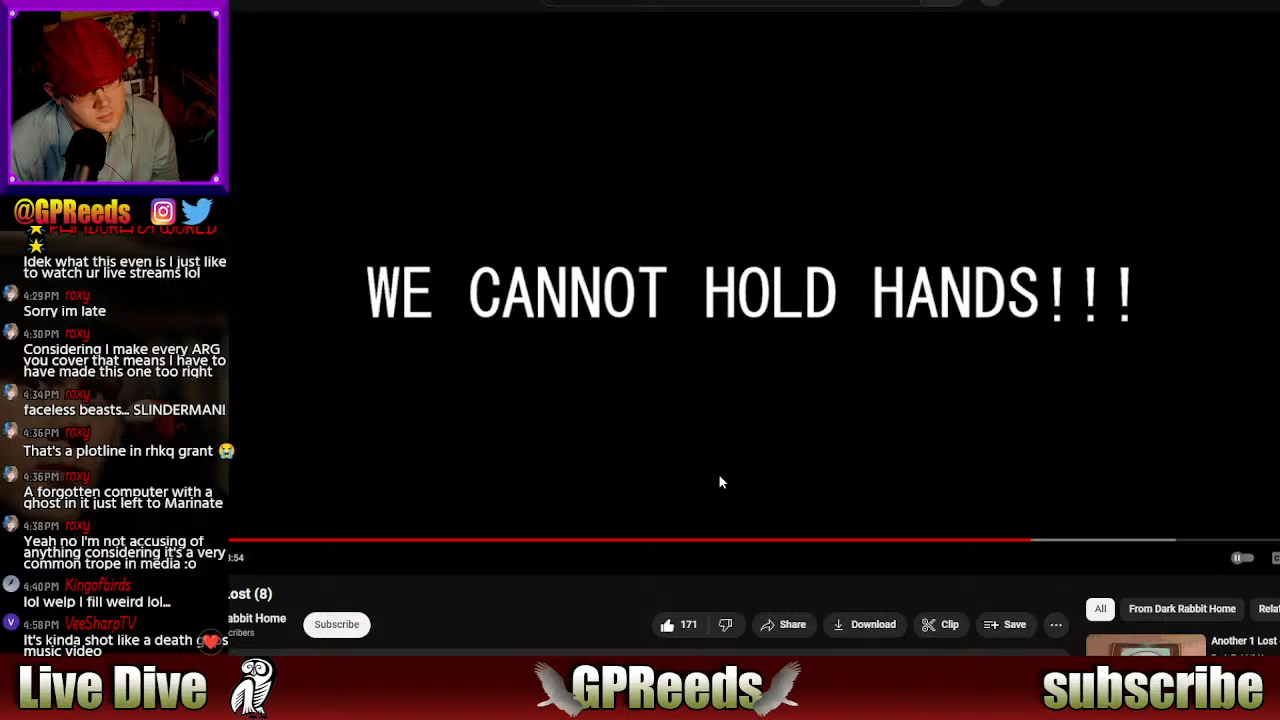 WE CANNOT HOLD HANDS!!!
@GPReeds
PANDORA'S WORLD
Idek what this even is I just like
to watch ur live streams lol
4:29PM roxy
Sorry im late
4:30PM roxy
Considering I make every ARG
you cover that means I have to
have made this one too right
4:34PM roxy
faceless beasts... SLINDERMAN!
4:36PM roxy
That's a plotline in rhkq grant 😭
4:36PM roxy
A forgotten computer with a
ghost in it just left to Marinate
4:38PM roxy
Yeah no I'm not accusing of
anything considering it's a very
common trope in media :o
4:40PM Kingofbirds
lol welp I fill weird lol...
V 4:58PM VeeSharpTV
It's kinda shot like a death
music video
:54
Lost (8)
abbit Home
cribers
Subscribe
171
Share
Download
Clip
Save
All
From Dark Rabbit Home
Rela
Another 1 Lost
Live Dive
GPReeds
subscribe